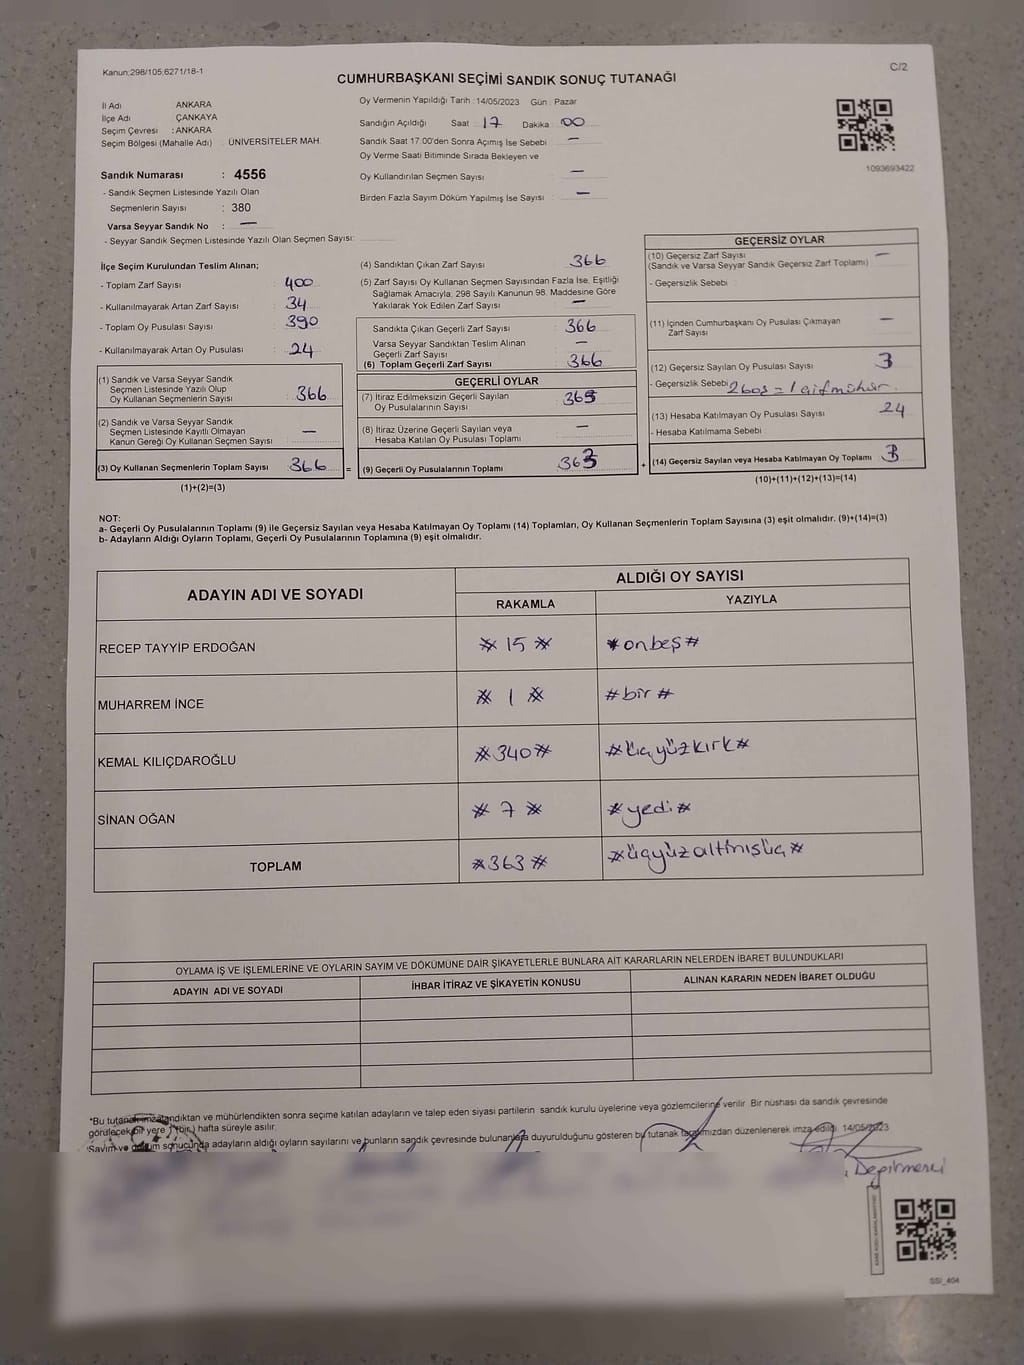 Kanun;298/105;6271/18-1
C/2
CUMHURBAŞKANI SEÇİMİ SANDIK SONUÇ TUTANAĞI
İl Adı ANKARA
İlçe Adı ÇANKAYA
Seçim Çevresi : ANKARA
Seçim Bölgesi (Mahalle Adı) : ÜNİVERSİTELER MAH.
Oy Vermenin Yapıldığı Tarih : 14/05/2023 Gün : Pazar
Sandığın Açıldığı Saat 17 Dakika 00
Sandık Saat 17:00'den Sonra Açımış İse Sebebi —
Oy Verme Saati Bitiminde Sırada Bekleyen ve
Oy Kullandırılan Seçmen Sayısı —
Birden Fazla Sayım Döküm Yapılmış İse Sayısı : —
1093693422
Sandık Numarası : 4556
- Sandık Seçmen Listesinde Yazılı Olan
Seçmenlerin Sayısı : 380
Varsa Seyyar Sandık No : —
- Seyyar Sandık Seçmen Listesinde Yazılı Olan Seçmen Sayısı:
İlçe Seçim Kurulundan Teslim Alınan;
- Toplam Zarf Sayısı : 400
- Kullanılmayarak Artan Zarf Sayısı : 34
- Toplam Oy Pusulası Sayısı : 390
- Kullanılmayarak Artan Oy Pusulası : 24
(1) Sandık ve Varsa Seyyar Sandık
Seçmen Listesinde Yazılı Olup
Oy Kullanan Seçmenlerin Sayısı : 366
(2) Sandık ve Varsa Seyyar Sandık
Seçmen Listesinde Kayıtlı Olmayan
Kanun Gereği Oy Kullanan Seçmen Sayısı : —
(3) Oy Kullanan Seçmenlerin Toplam Sayısı : 366 =
(1)+(2)=(3)
(4) Sandıktan Çıkan Zarf Sayısı : 366
(5) Zarf Sayısı Oy Kullanan Seçmen Sayısından Fazla İse, Eşitliği
Sağlamak Amacıyla; 298 Sayılı Kanunun 98. Maddesine Göre
Yakılarak Yok Edilen Zarf Sayısı : —
Sandıkta Çıkan Geçerli Zarf Sayısı : 366
Varsa Seyyar Sandıktan Teslim Alınan
Geçerli Zarf Sayısı : —
(6) Toplam Geçerli Zarf Sayısı : 366
GEÇERLİ OYLAR
(7) İtiraz Edilmeksizin Geçerli Sayılan
Oy Pusulalarının Sayısı : 363
(8) İtiraz Üzerine Geçerli Sayılan veya
Hesaba Katılan Oy Pusulası Toplamı : —
(9) Geçerli Oy Pusulalarının Toplamı : 363 +
GEÇERSİZ OYLAR
(10) Geçersiz Zarf Sayısı
(Sandık ve Varsa Seyyar Sandık Geçersiz Zarf Toplamı) : —
- Geçersizlik Sebebi :
(11) İçinden Cumhurbaşkanı Oy Pusulası Çıkmayan
Zarf Sayısı : —
(12) Geçersiz Sayılan Oy Pusulası Sayısı : 3
- Geçersizlik Sebebi 2 boş = 1 çift mühür.
(13) Hesaba Katılmayan Oy Pusulası Sayısı : 24
- Hesaba Katılmama Sebebi :
(14) Geçersiz Sayılan veya Hesaba Katılmayan Oy Toplamı : 3
(10)+(11)+(12)+(13)=(14)
NOT:
a- Geçerli Oy Pusulalarının Toplamı (9) ile Geçersiz Sayılan veya Hesaba Katılmayan Oy Toplamı (14) Toplamları, Oy Kullanan Seçmenlerin Toplam Sayısına (3) eşit olmalıdır. (9)+(14)=(3)
b- Adayların Aldığı Oyların Toplamı, Geçerli Oy Pusulalarının Toplamına (9) eşit olmalıdır.
ADAYIN ADI VE SOYADI
ALDIĞI OY SAYISI
RAKAMLA YAZIYLA
RECEP TAYYİP ERDOĞAN # 15 # # onbeş #
MUHARREM İNCE # 1 # # bir #
KEMAL KILIÇDAROĞLU # 340 # # üçyüzkırk #
SİNAN OĞAN # 7 # # yedi #
TOPLAM # 363 # # üçyüzaltmışüç #
OYLAMA İŞ VE İŞLEMLERİNE VE OYLARIN SAYIM VE DÖKÜMÜNE DAİR ŞİKAYETLERLE BUNLARA AİT KARARLARIN NELERDEN İBARET BULUNDUKLARI
ADAYIN ADI VE SOYADI İHBAR İTİRAZ VE ŞİKAYETİN KONUSU ALINAN KARARIN NEDEN İBARET OLDUĞU
*Bu tutanak imzalandıktan ve mühürlendikten sonra seçime katılan adayların ve talep eden siyasi partilerin sandık kurulu üyelerine veya gözlemcilerine verilir. Bir nüshası da sandık çevresinde
görülecek bir yere 1 (bir) hafta süreyle asılır.
*Sayım ve döküm sonucunda adayların aldığı oyların sayılarını ve bunların sandık çevresinde bulunanlara duyurulduğunu gösteren bu tutanak tarafımızdan düzenlenerek imza edildi. 14/05/2023
Değirmenci
SSI_404